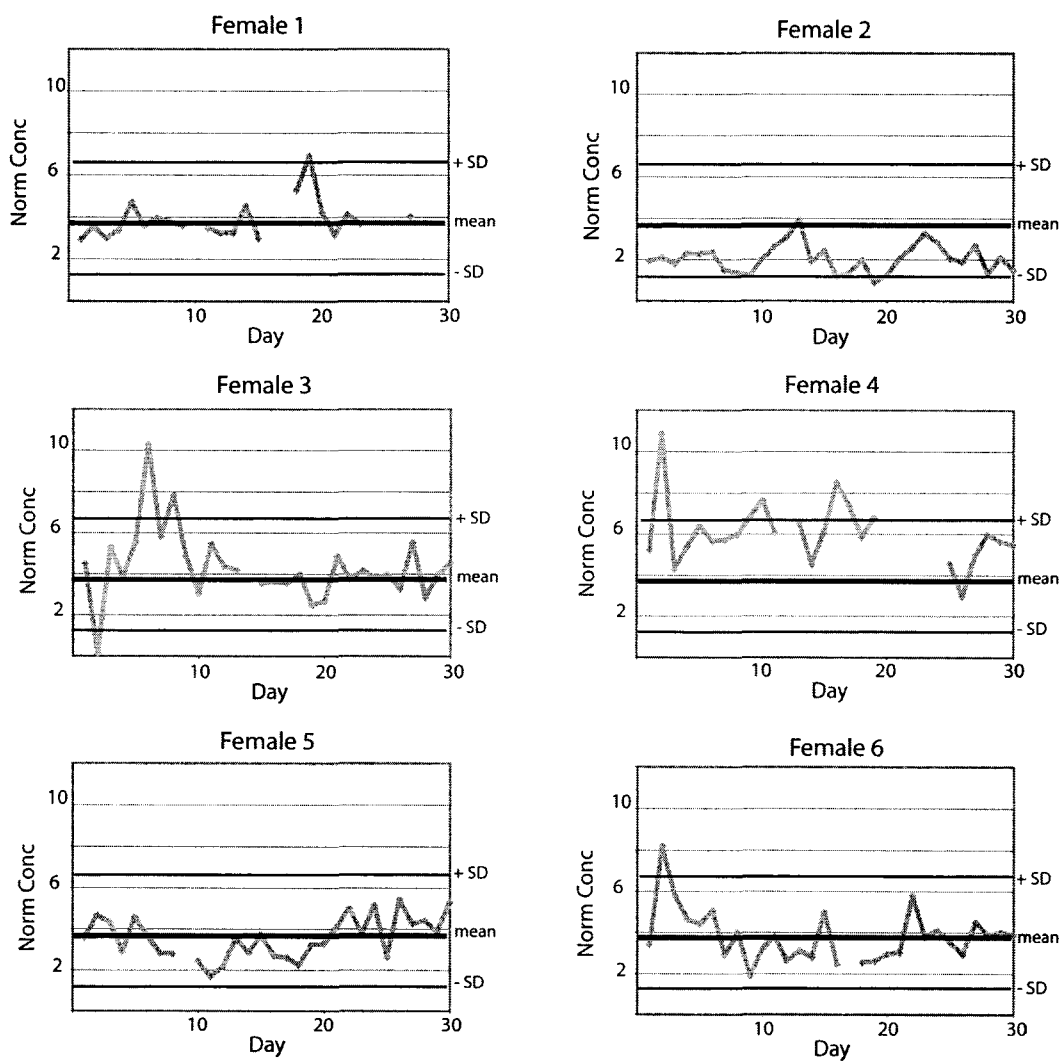 Female 1
Norm Conc
10
6
2
+ SD
mean
- SD
10
20
30
Day
Female 2
Norm Conc
10
6
2
+ SD
mean
- SD
10
20
30
Day
Female 3
Norm Conc
10
6
2
+ SD
mean
- SD
10
20
30
Day
Female 4
Norm Conc
10
6
2
+ SD
mean
- SD
10
20
30
Day
Female 5
Norm Conc
10
6
2
+ SD
mean
- SD
10
20
30
Day
Female 6
Norm Conc
10
6
2
+ SD
mean
- SD
10
20
30
Day